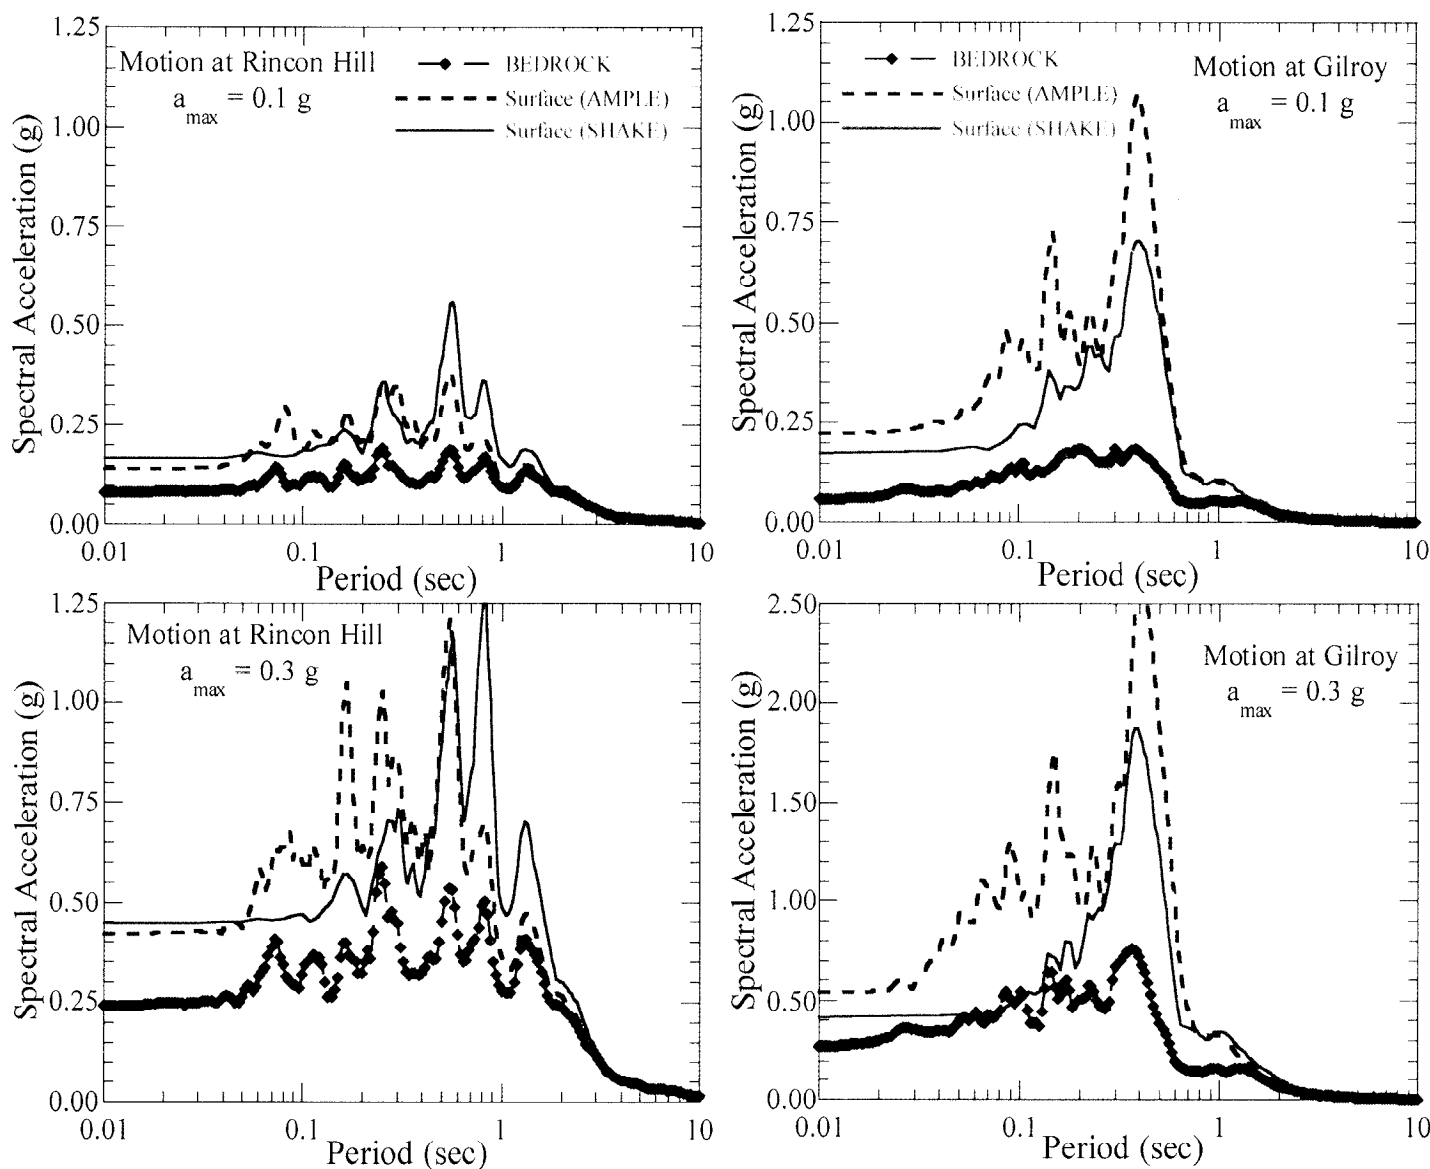 1.25
1.00
0.75
0.50
0.25
0.00
Spectral Acceleration (g)
Motion at Rincon Hill
a max = 0.1 g
BEDROCK
Surface (AMPLE)
Surface (SHAKE)
0.01
0.1
1
10
Period (sec)
1.25
1.00
0.75
0.50
0.25
0.00
Spectral Acceleration (g)
BEDROCK
Surface (AMPLE)
Surface (SHAKE)
Motion at Gilroy
a max = 0.1 g
0.01
0.1
1
10
Period (sec)
1.25
1.00
0.75
0.50
0.25
0.00
Spectral Acceleration (g)
Motion at Rincon Hill
a max = 0.3 g
0.01
0.1
1
10
Period (sec)
2.50
2.00
1.50
1.00
0.50
0.00
Spectral Acceleration (g)
Motion at Gilroy
a max = 0.3 g
0.01
0.1
1
10
Period (sec)